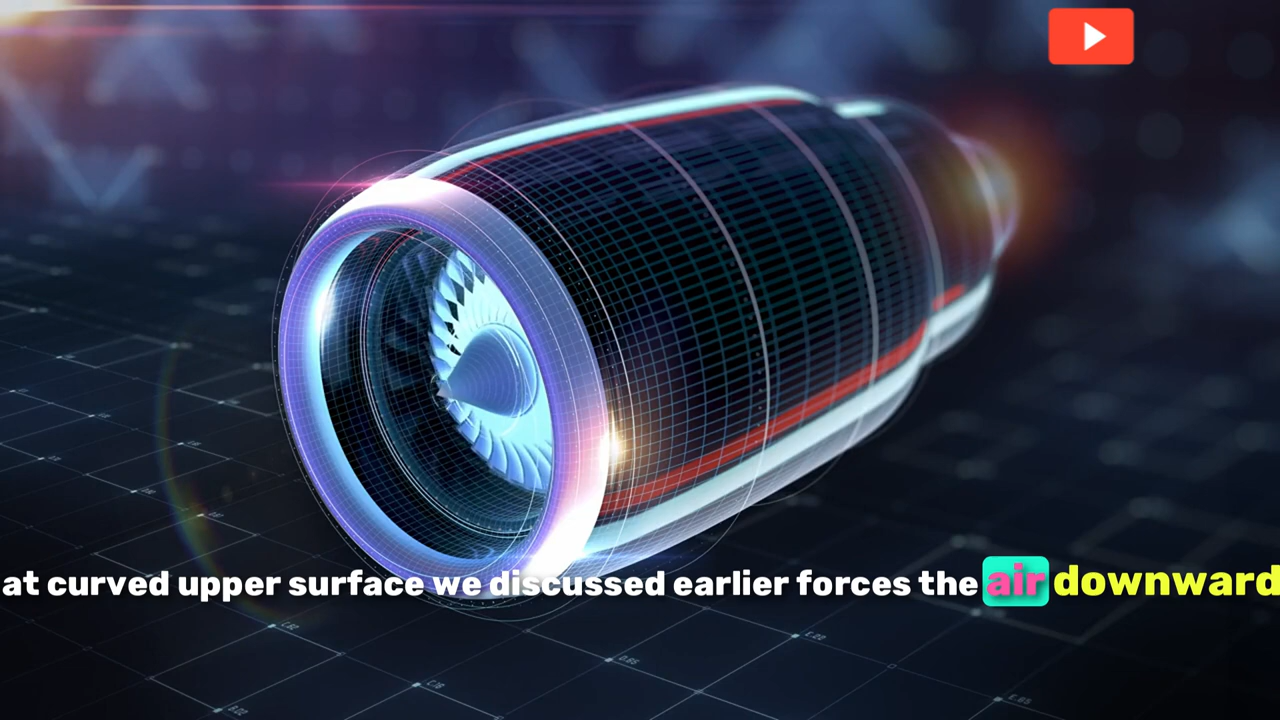 at curved upper surface we discussed earlier forces the air downward